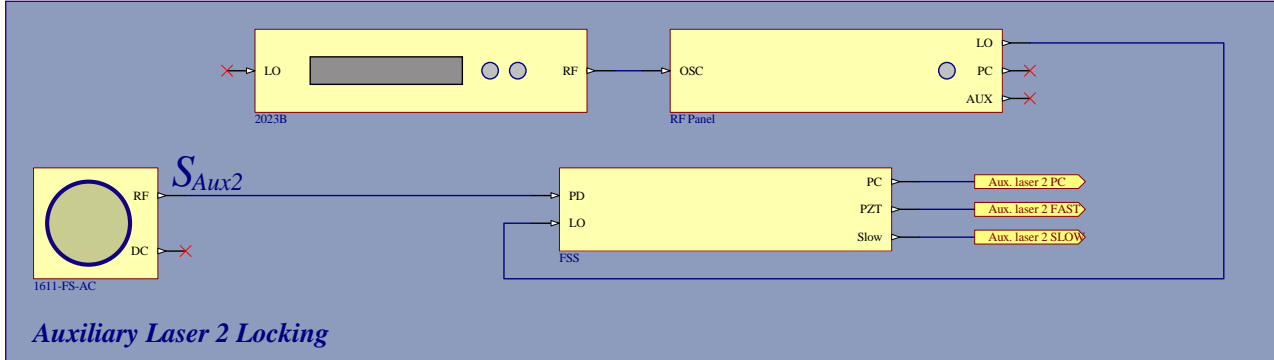 LO
RF
2023B
OSC
LO
PC
AUX
RF Panel
RF
DC
1611-FS-AC
S_Aux2
PD
LO
PC
PZT
Slow
FSS
Aux. laser 2 PC
Aux. laser 2 FAST
Aux. laser 2 SLOW
Auxiliary Laser 2 Locking